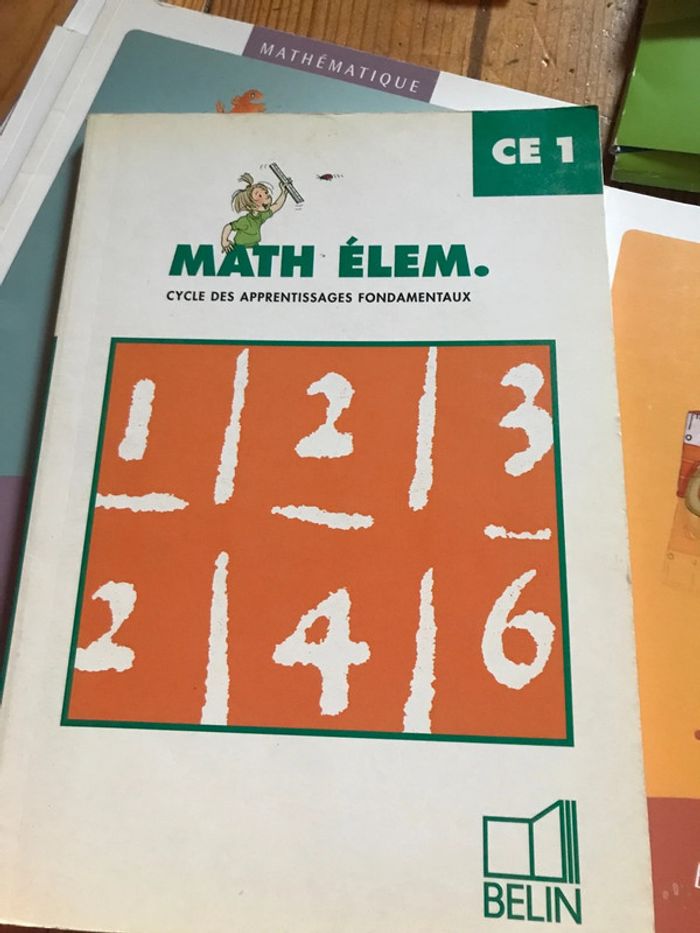 MATHÉMATIQUE
CE 1
MATH ÉLEM.
CYCLE DES APPRENTISSAGES FONDAMENTAUX
1 2 3
2 4 6
BELIN